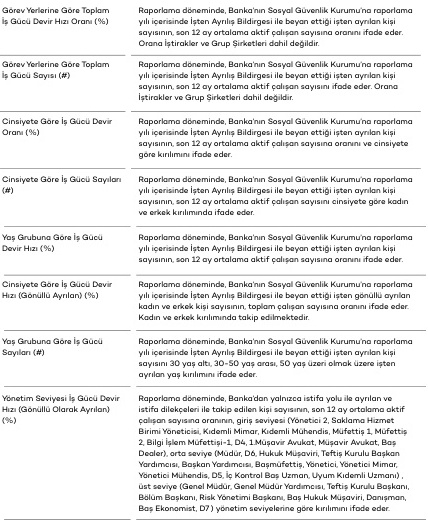 Görev Yerlerine Göre Toplam
İş Gücü Devir Hızı Oranı (%)
Raporlama döneminde, Banka'nın Sosyal Güvenlik Kurumu'na raporlama
yılı içerisinde İşten Ayrılış Bildirgesi ile beyan ettiği işten ayrılan kişi
sayısının, son 12 ay ortalama aktif çalışan sayısına oranını ifade eder.
Orana İştirakler ve Grup Şirketleri dahil değildir.
Görev Yerlerine Göre Toplam
İş Gücü Sayısı (#)
Raporlama döneminde, Banka'nın Sosyal Güvenlik Kurumu'na raporlama
yılı içerisinde İşten Ayrılış Bildirgesi ile beyan ettiği işten ayrılan kişi
sayısının, son 12 ay ortalama aktif çalışan sayısını ifade eder. Orana
İştirakler ve Grup Şirketleri dahil değildir.
Cinsiyete Göre İş Gücü Devir
Oranı (%)
Raporlama döneminde, Banka'nın Sosyal Güvenlik Kurumu'na raporlama
yılı içerisinde İşten Ayrılış Bildirgesi ile beyan ettiği işten ayrılan kişi
sayısının, son 12 ay ortalama aktif çalışan sayısına oranını ve cinsiyete
göre kırılımını ifade eder.
Cinsiyete Göre İş Gücü Sayıları
(#)
Raporlama döneminde, Banka'nın Sosyal Güvenlik Kurumu'na raporlama
yılı içerisinde İşten Ayrılış Bildirgesi ile beyan ettiği işten ayrılan kişi
sayısının, son 12 ay ortalama aktif çalışan sayısını cinsiyete göre kadın
ve erkek kırılımında ifade eder.
Yaş Grubuna Göre İş Gücü
Devir Hızı (%)
Raporlama döneminde, Banka'nın Sosyal Güvenlik Kurumu'na raporlama
yılı içerisinde İşten Ayrılış Bildirgesi ile beyan ettiği işten ayrılan kişi
sayısının, son 12 ay ortalama aktif çalışan sayısına oranını ifade eder.
Cinsiyete Göre İş Gücü Devir
Hızı (Gönüllü Ayrılan) (%)
Raporlama döneminde, Banka'nın Sosyal Güvenlik Kurumu'na raporlama
yılı içerisinde İşten Ayrılış Bildirgesi ile beyan ettiği işten gönüllü ayrılan
kadın ve erkek kişi sayısının, toplam çalışan sayısına oranını ifade eder.
Kadın ve erkek kırılımında takip edilmektedir.
Yaş Grubuna Göre İş Gücü
Sayıları (#)
Raporlama döneminde, Banka'nın Sosyal Güvenlik Kurumu'na raporlama
yılı içerisinde İşten Ayrılış Bildirgesi ile beyan ettiği işten ayrılan kişi
sayısını 30 yaş altı, 30-50 yaş arası, 50 yaş üzeri olmak üzere işten
ayrılan yaş kırılımını ifade eder.
Yönetim Seviyesi İş Gücü Devir
Hızı (Gönüllü Olarak Ayrılan)
(%)
Raporlama döneminde, Banka'dan yalnızca istifa yolu ile ayrılan ve
istifa dilekçeleri ile takip edilen kişi sayısının, son 12 ay ortalama aktif
çalışan sayısına oranının, giriş seviyesi (Yönetici 2, Saklama Hizmet
Birimi Yöneticisi, Kıdemli Mimar, Kıdemli Mühendis, Müfettiş 1, Müfettiş
2, Bilgi İşlem Müfettişi-1, D4, 1.Müşavir Avukat, Müşavir Avukat, Baş
Dealer), orta seviye (Müdür, D6, Hukuk Müşaviri, Teftiş Kurulu Başkan
Yardımcısı, Başkan Yardımcısı, Başmüfettiş, Yönetici, Yönetici Mimar,
Yönetici Mühendis, D5, İç Kontrol Baş Uzman, Uyum Kıdemli Uzmanı) ,
üst seviye (Genel Müdür, Genel Müdür Yardımcısı, Teftiş Kurulu Başkanı,
Bölüm Başkanı, Risk Yönetimi Başkanı, Baş Hukuk Müşaviri, Danışman,
Baş Ekonomist, D7) yönetim seviyelerine göre kırılımını ifade eder.